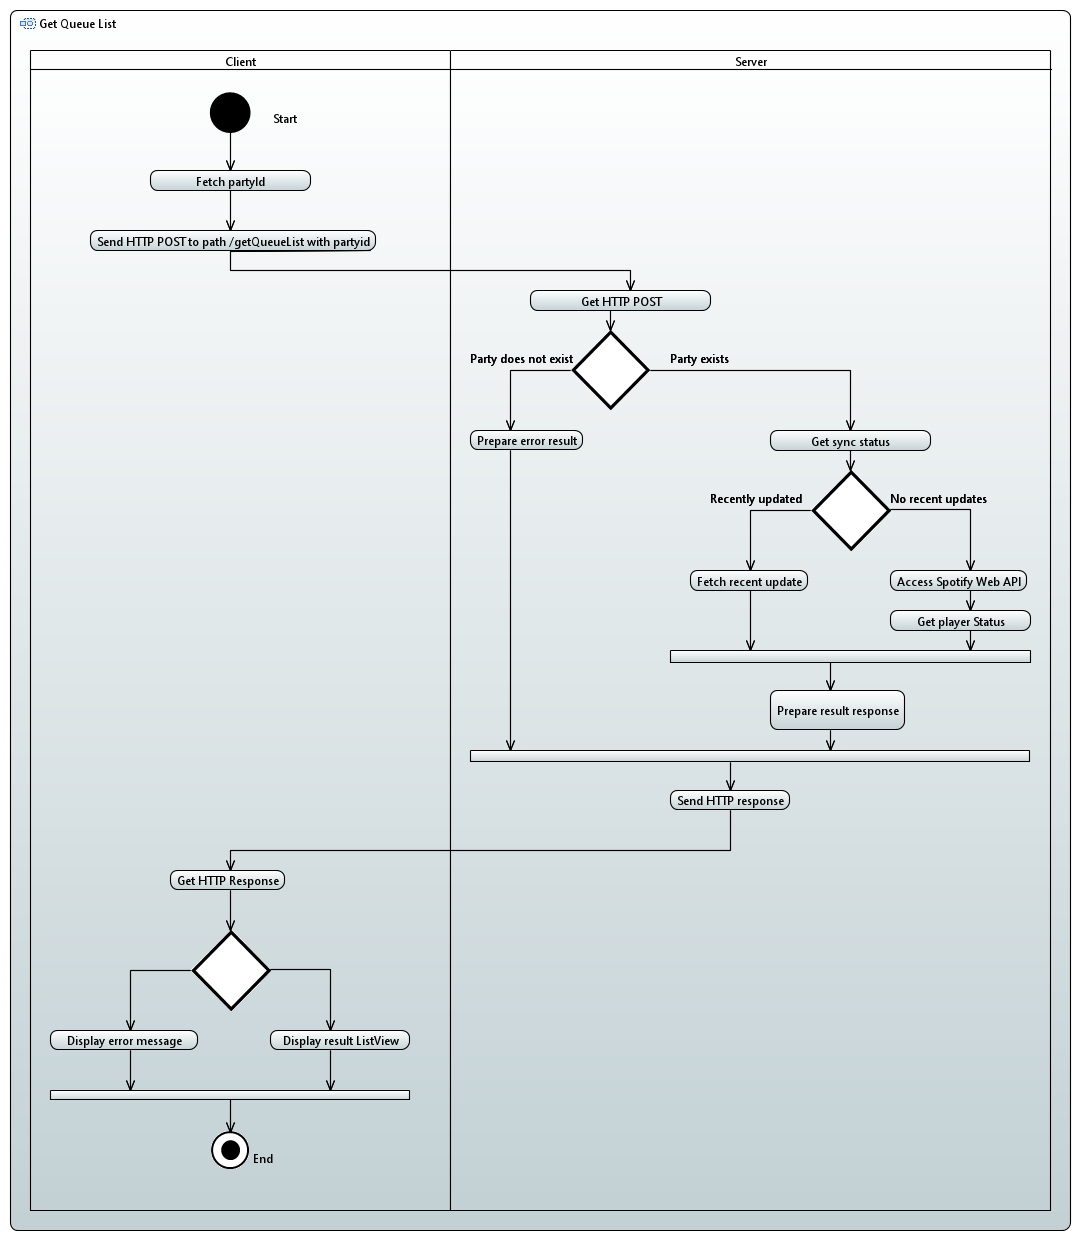 Get Queue List
Client
Server
Start
Fetch partyId
Send HTTP POST to path /getQueueList with partyid
Get HTTP POST
Party does not exist
Party exists
Prepare error result
Get sync status
Recently updated
No recent updates
Fetch recent update
Access Spotify Web API
Get player Status
Prepare result response
Send HTTP response
Get HTTP Response
Display error message
Display result ListView
End